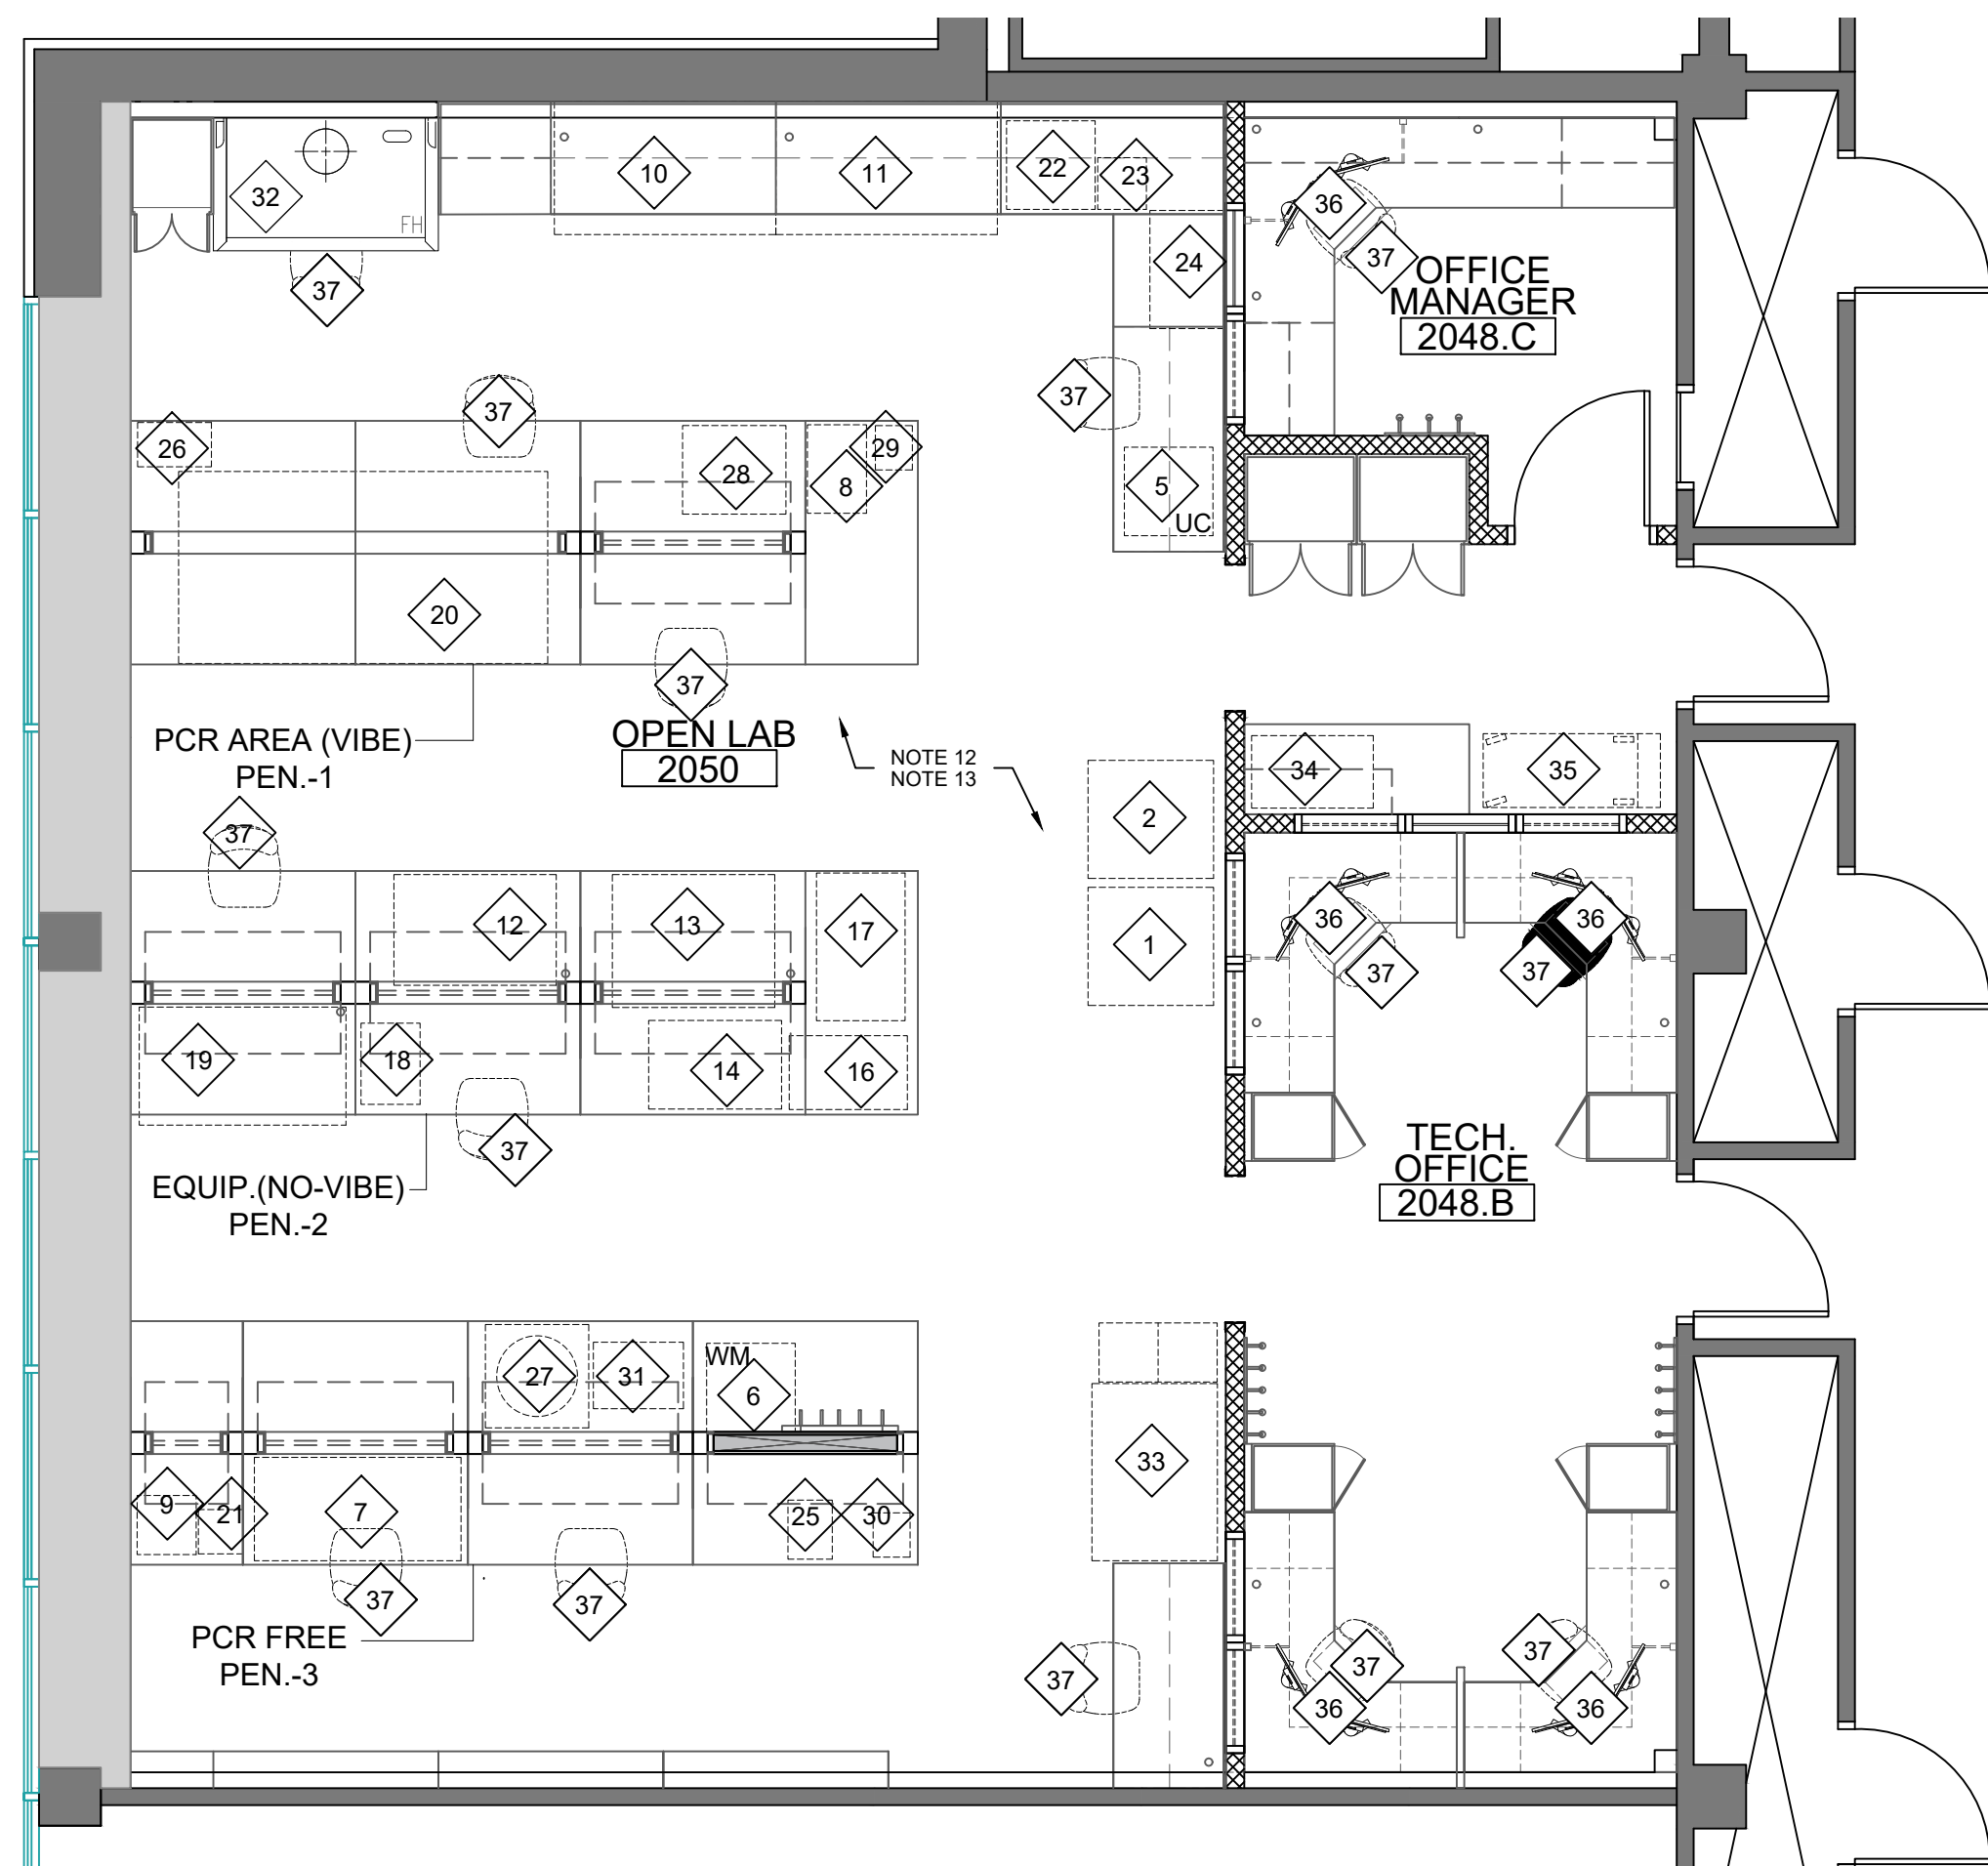 10
11
22
23
32
FH
36
24
37
OFFICE
MANAGER
2048.C
37
37
37
26
29
28
8
5
UC
20
37
PCR AREA (VIBE)
PEN.-1
OPEN LAB
2050
NOTE 12
NOTE 13
34
35
2
37
12
13
17
1
36
36
37
37
19
18
14
16
37
TECH.
OFFICE
2048.B
EQUIP.(NO-VIBE)
PEN.-2
WM
27
31
6
33
9
21
7
25
30
37
37
PCR FREE
PEN.-3
37
37
37
36
36